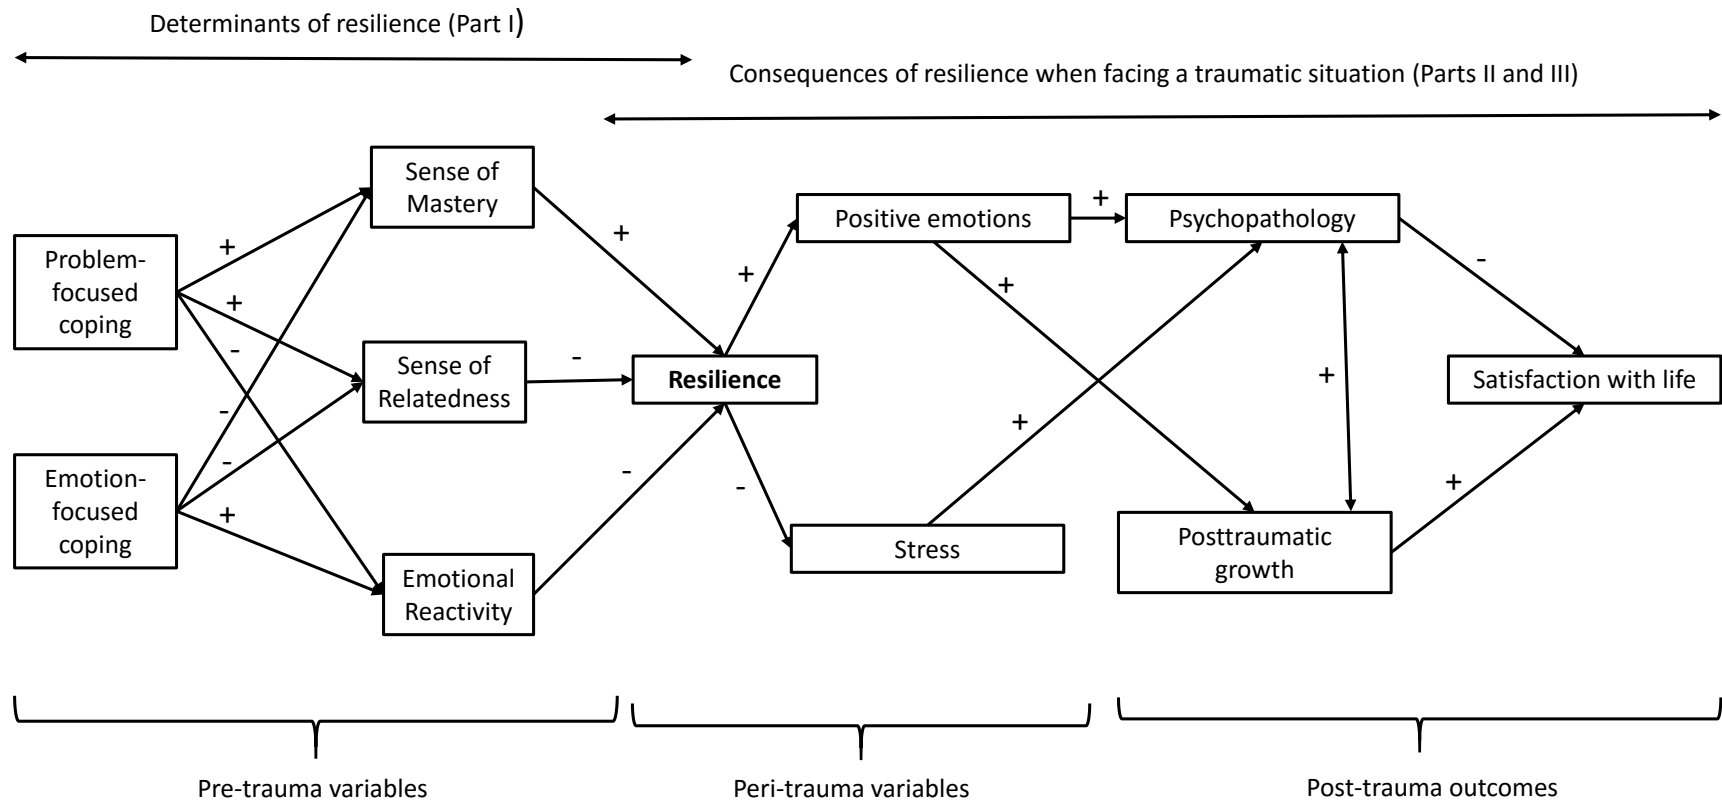 Determinants of resilience (Part I)
Consequences of resilience when facing a traumatic situation (Parts II and III)
Problem-
focused
coping
Emotion-
focused
coping
+
+
-
-
-
+
Sense of
Mastery
Sense of
Relatedness
Emotional
Reactivity
+
-
-
Resilience
+
-
Positive emotions
Stress
+
+
+
Psychopathology
+
Posttraumatic
growth
-
+
Satisfaction with life
Pre-trauma variables
Peri-trauma variables
Post-trauma outcomes